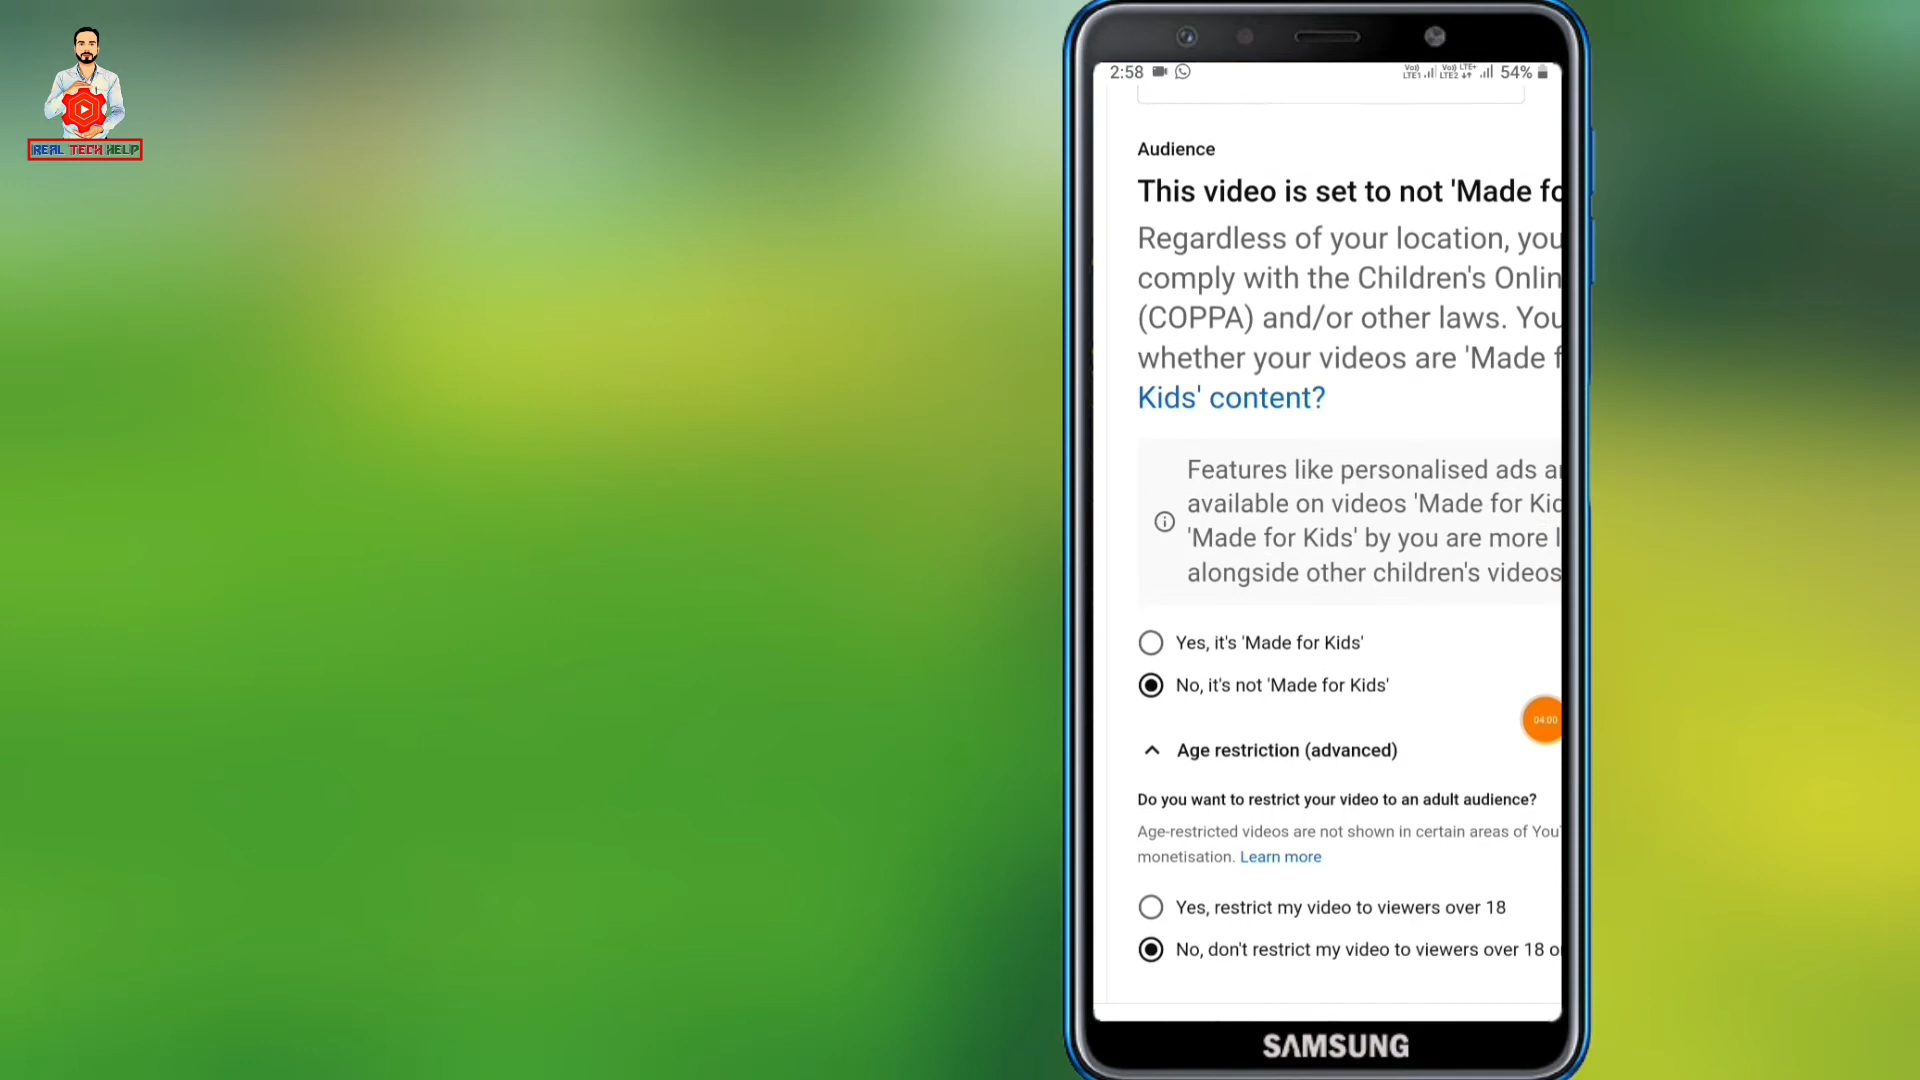 REAL TECH HELP
2:58
Vo)) LTE1 Vo)) LTE+ LTE2 54%
Audience
This video is set to not 'Made fo
Regardless of your location, you
comply with the Children's Onlin
(COPPA) and/or other laws. You
whether your videos are 'Made f
Kids' content?
Features like personalised ads a
available on videos 'Made for Kid
'Made for Kids' by you are more l
alongside other children's videos
Yes, it's 'Made for Kids'
No, it's not 'Made for Kids'
04:00
Age restriction (advanced)
Do you want to restrict your video to an adult audience?
Age-restricted videos are not shown in certain areas of You
monetisation. Learn more
Yes, restrict my video to viewers over 18
No, don't restrict my video to viewers over 18 o
SAMSUNG